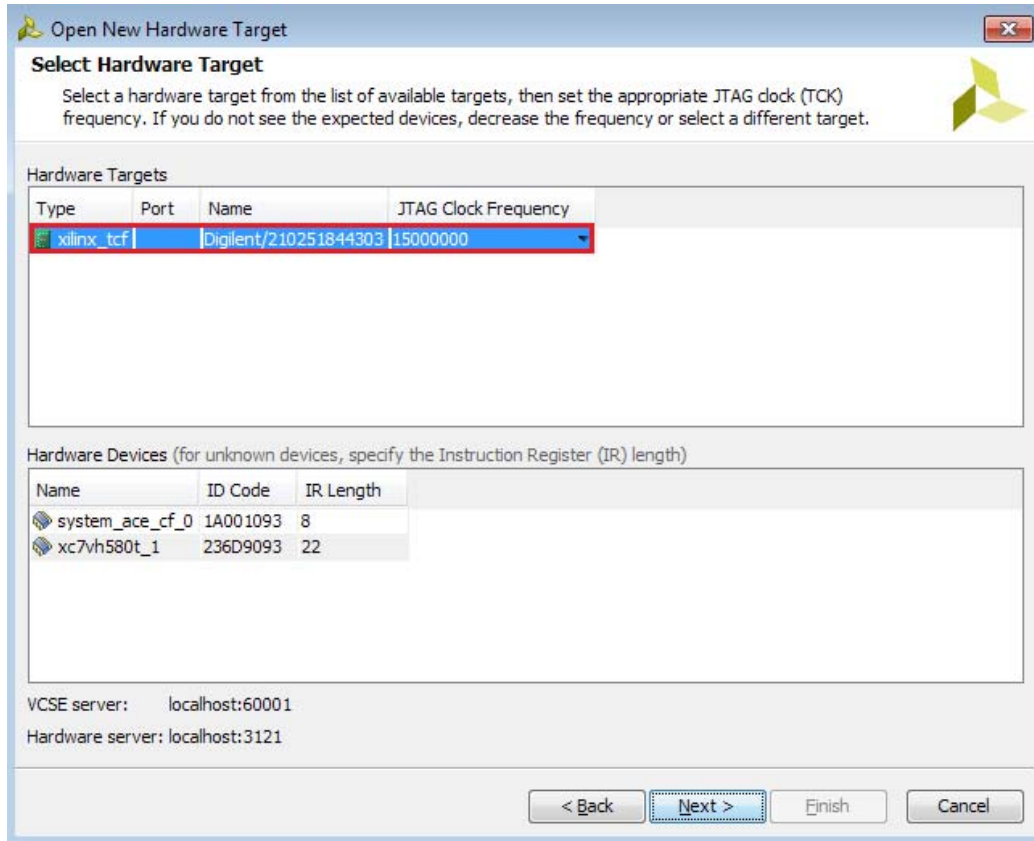 Open New Hardware Target
Select Hardware Target
Select a hardware target from the list of available targets, then set the appropriate JTAG clock (TCK)
frequency. If you do not see the expected devices, decrease the frequency or select a different target.
Hardware Targets
Type Port Name JTAG Clock Frequency
xilinx_tcf Digilent/210251844303 15000000
Hardware Devices (for unknown devices, specify the Instruction Register (IR) length)
Name ID Code IR Length
system_ace_cf_0 1A001093 8
xc7vh580t_1 236D9093 22
VCSE server: localhost:60001
Hardware server: localhost:3121
< Back Next > Finish Cancel